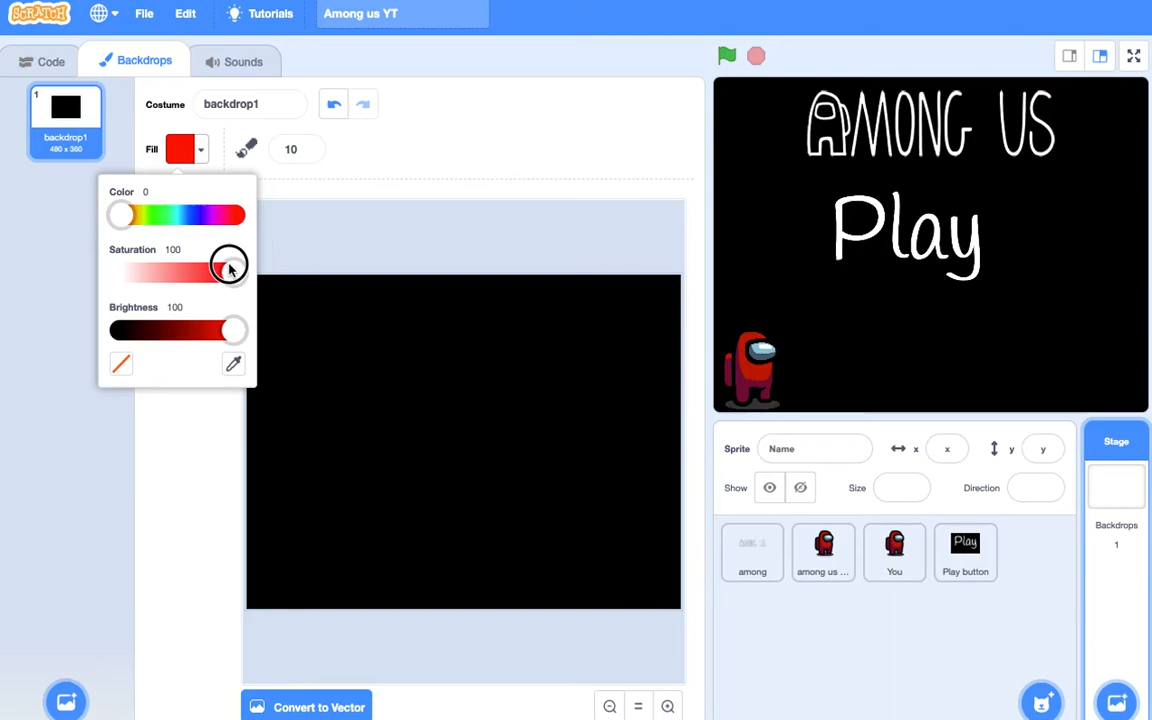 SCRATCH File Edit Tutorials Among us YT
Code Backdrops Sounds
1
backdrop1
480 x 360
Costume backdrop1
Fill 10
Color 0
Saturation 100
Brightness 100
Convert to Vector
AMONG US
Play
Sprite Name x x y y
Show Size Direction
among
among us ...
You
Play
Play button
Stage
Backdrops
1